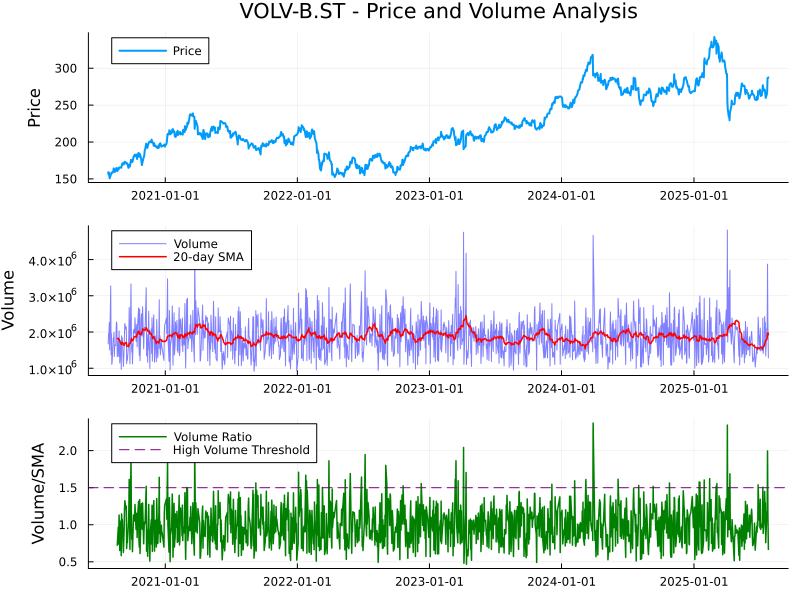 VOLV-B.ST - Price and Volume Analysis
Price
Price
300
250
200
150
2021-01-01 2022-01-01 2023-01-01 2024-01-01 2025-01-01
Volume
Volume
20-day SMA
4.0×10⁶
3.0×10⁶
2.0×10⁶
1.0×10⁶
2021-01-01 2022-01-01 2023-01-01 2024-01-01 2025-01-01
Volume/SMA
Volume Ratio
High Volume Threshold
2.0
1.5
1.0
0.5
2021-01-01 2022-01-01 2023-01-01 2024-01-01 2025-01-01